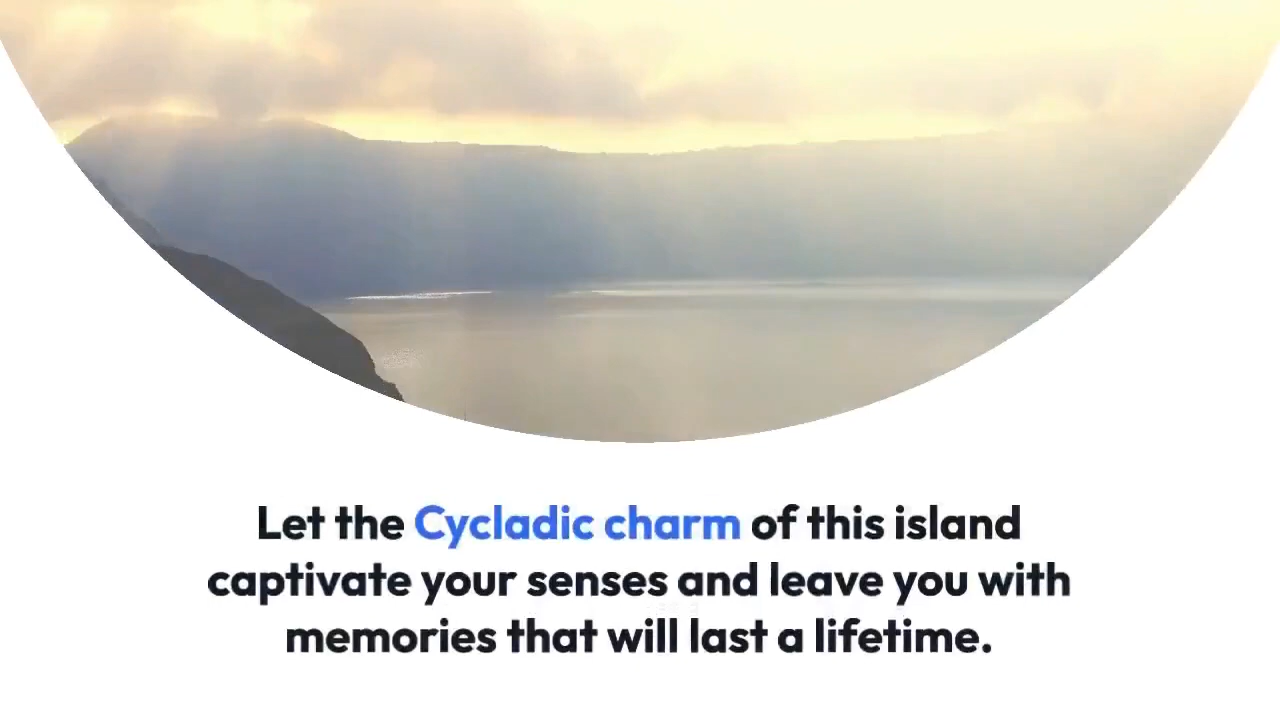 Let the Cycladic charm of this island
captivate your senses and leave you with
memories that will last a lifetime.